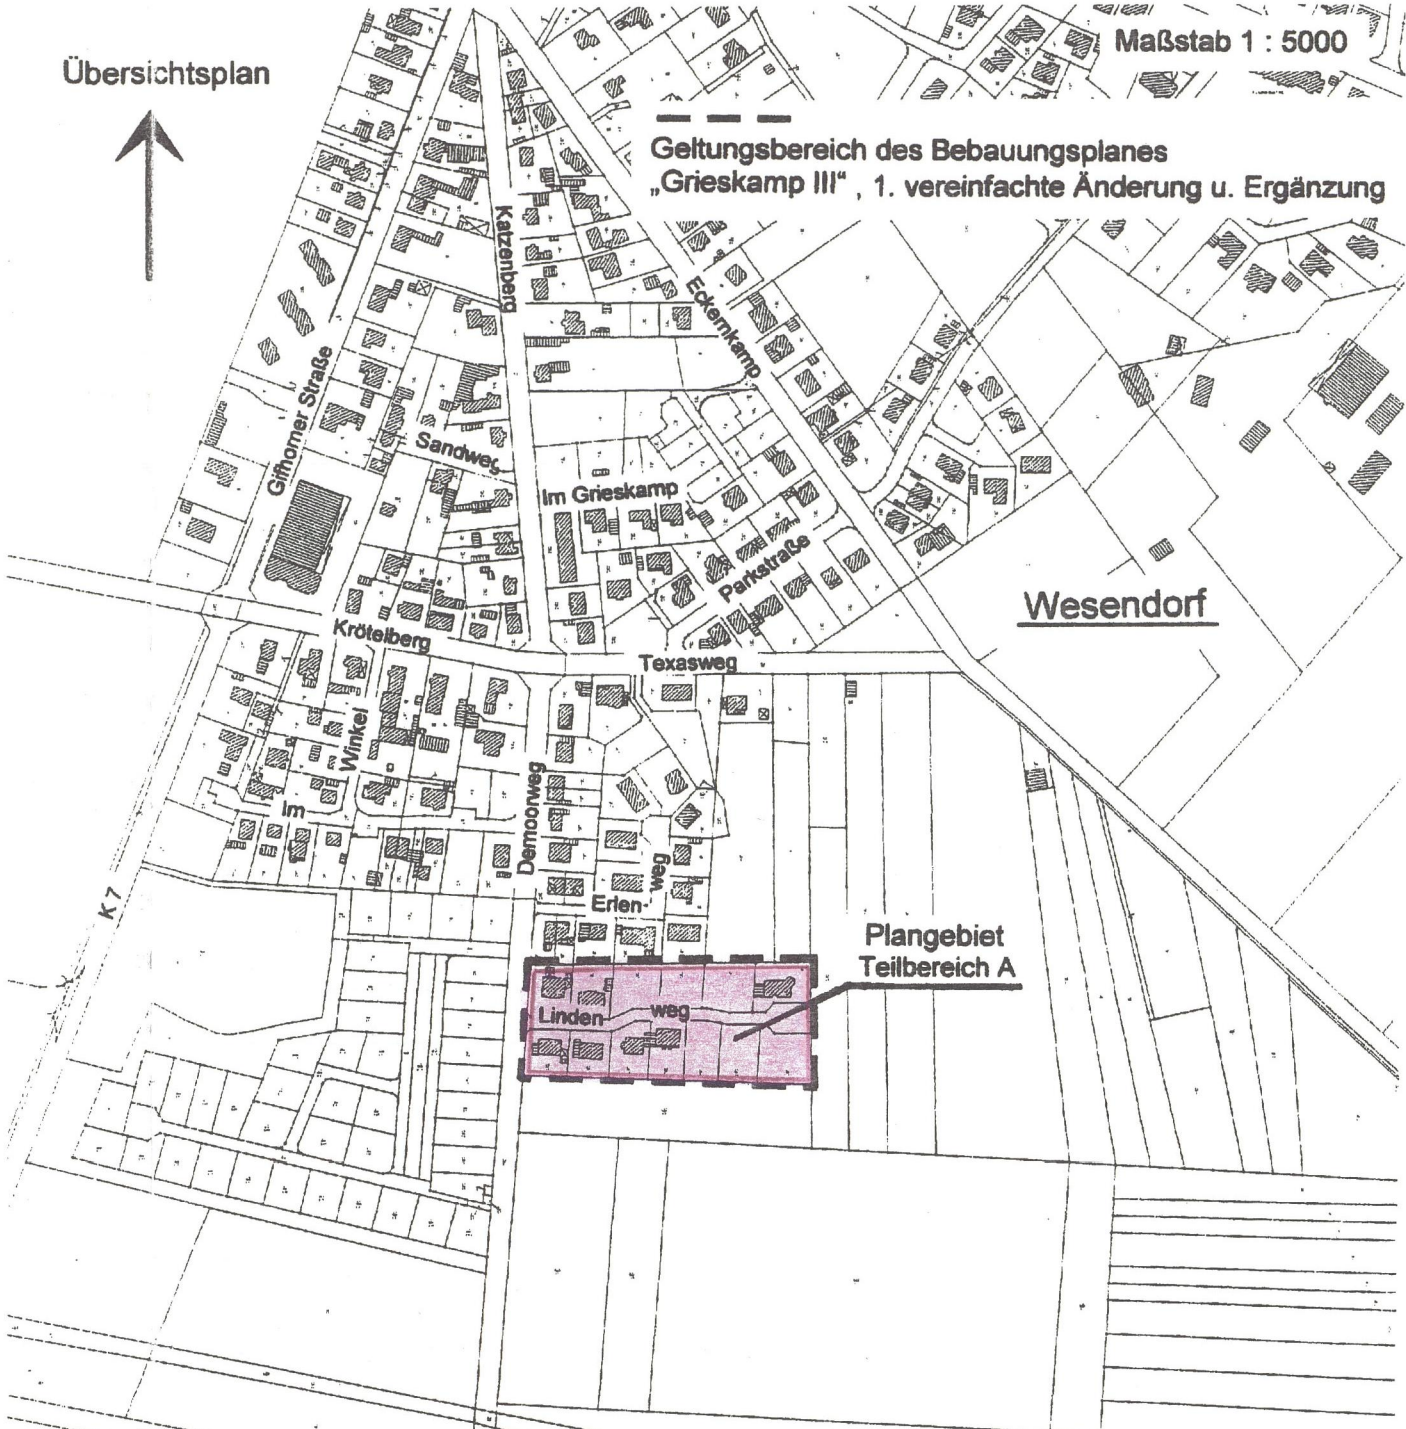 Übersichtsplan
Maßstab 1 : 5000
Geltungsbereich des Bebauungsplanes
„Grieskamp III" , 1. vereinfachte Änderung u. Ergänzung
Katzenberg
Eckernkamp
Gifhorner Straße
Sandweg
Im Grieskamp
Parkstraße
Wesendorf
Krötelberg
Texasweg
Im Winkel
Demoorweg
Erlen-
weg
K 7
Plangebiet
Teilbereich A
Linden weg